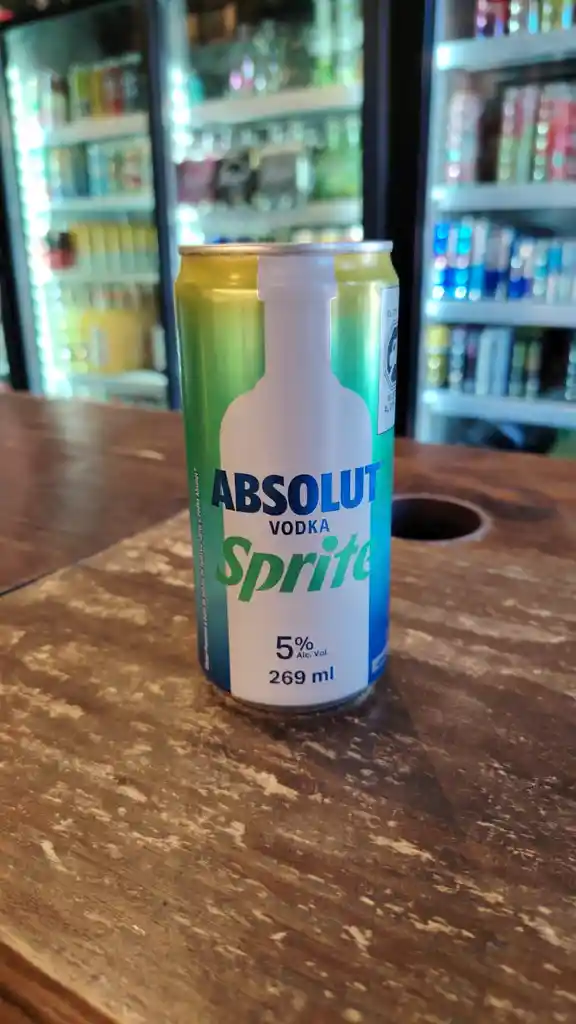 ABSOLUT
VODKA
Sprite
5%
Alc. Vol.
269 ml